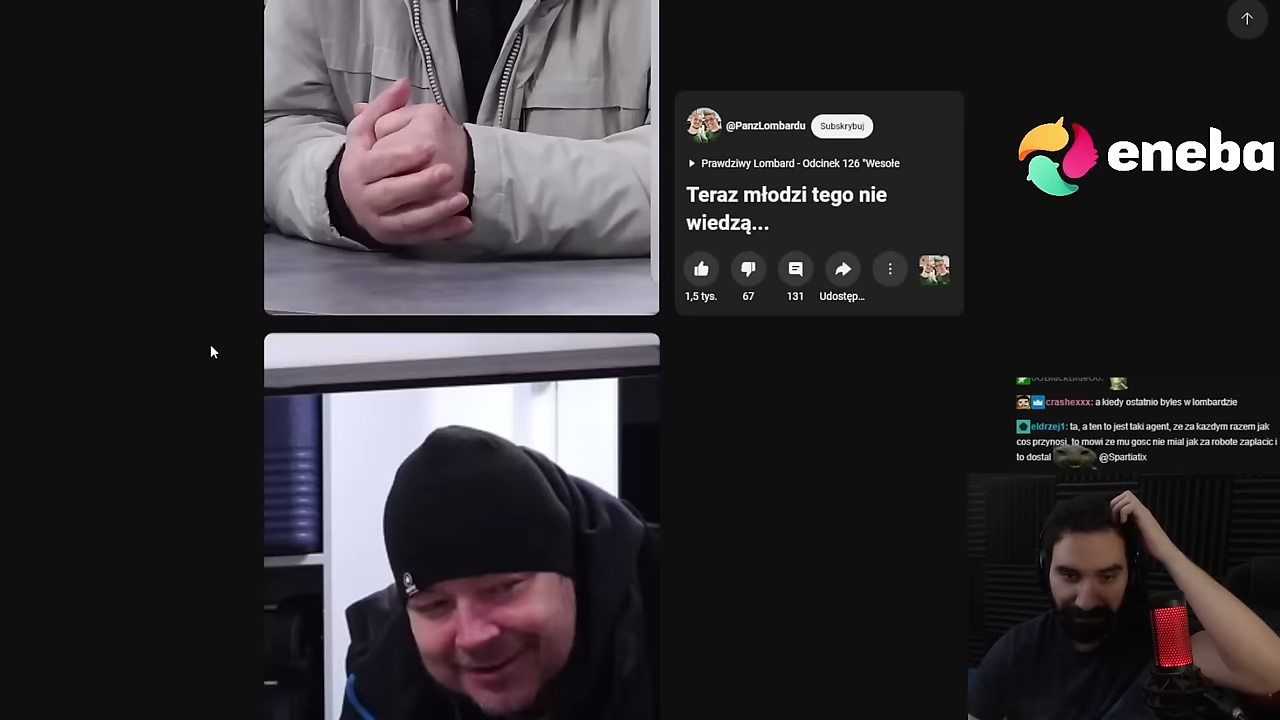 @PanzLombardu
Subskrybuj
Prawdziwy Lombard - Odcinek 126 "Wesołe
Teraz młodzi tego nie
wiedzą...
1,5 tys.
67
131
Udostęp...
eneba
crashexxx: a kiedy ostatnio byles w lombardzie
eldrzej1: ta, a ten to jest taki agent, ze za kazdym razem jak
cos przynosi, to mowi ze mu gosc nie mial jak za robote zaplacic i
to dostal @Spartiatix